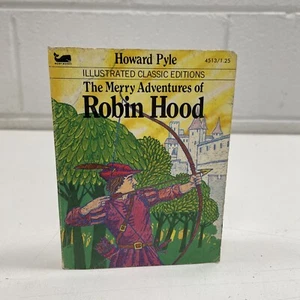 Howard Pyle
4513/1.25
ILLUSTRATED CLASSIC EDITIONS
The Merry Adventures of
Robin Hood